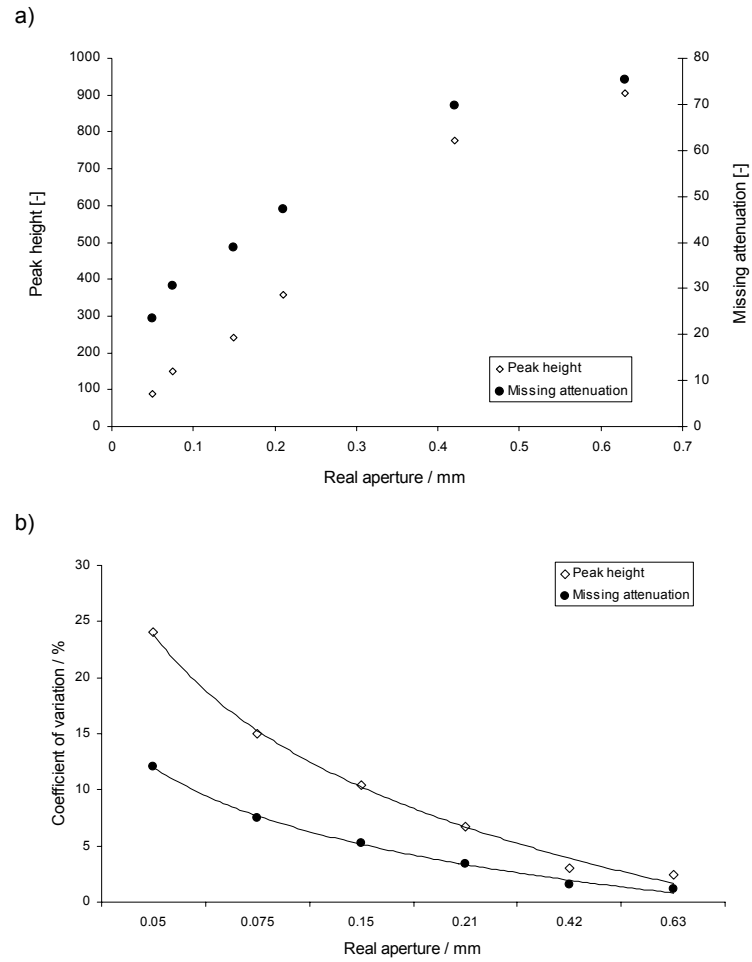 a)
1000
900
800
700
600
500
400
300
200
100
0
Peak height [-]
80
70
60
50
40
30
20
10
0
Missing attenuation [-]
Peak height
Missing attenuation
0 0.1 0.2 0.3 0.4 0.5 0.6 0.7
Real aperture / mm
b)
30
25
20
15
10
5
0
Coefficient of variation / %
Peak height
Missing attenuation
0.05 0.075 0.15 0.21 0.42 0.63
Real aperture / mm